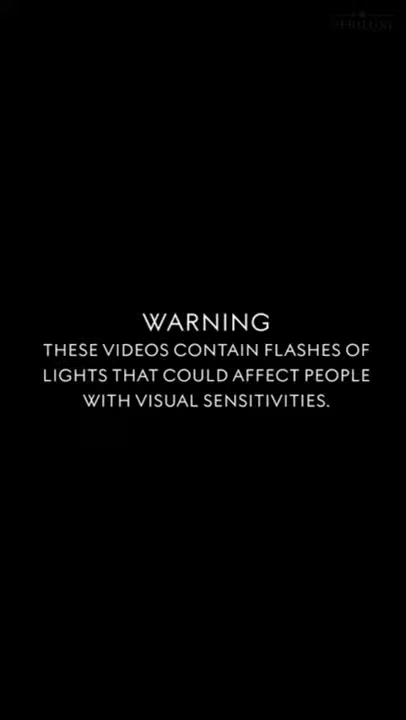 WARNING
THESE VIDEOS CONTAIN FLASHES OF
LIGHTS THAT COULD AFFECT PEOPLE
WITH VISUAL SENSITIVITIES.